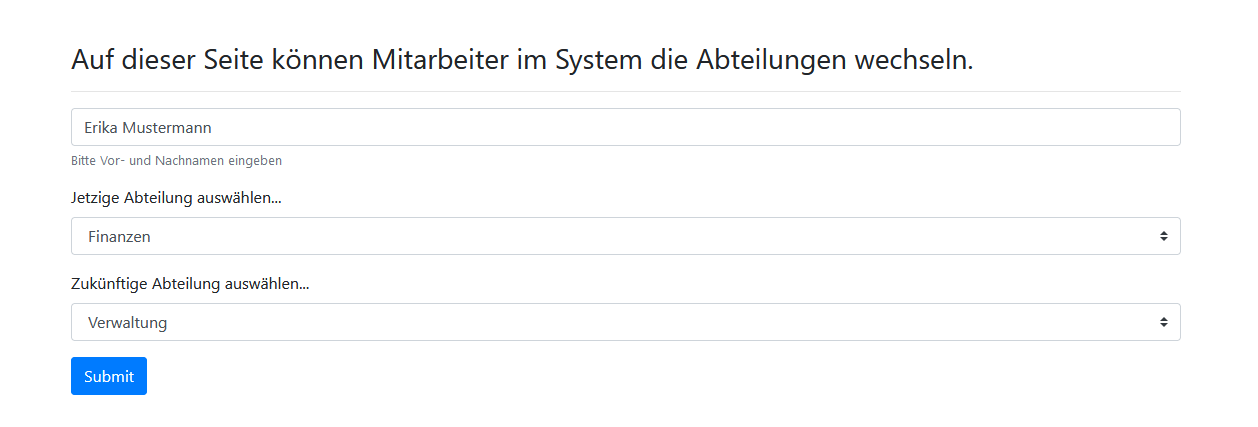 Auf dieser Seite können Mitarbeiter im System die Abteilungen wechseln.
Erika Mustermann
Bitte Vor- und Nachnamen eingeben
Jetzige Abteilung auswählen...
Finanzen
Zukünftige Abteilung auswählen...
Verwaltung
Submit